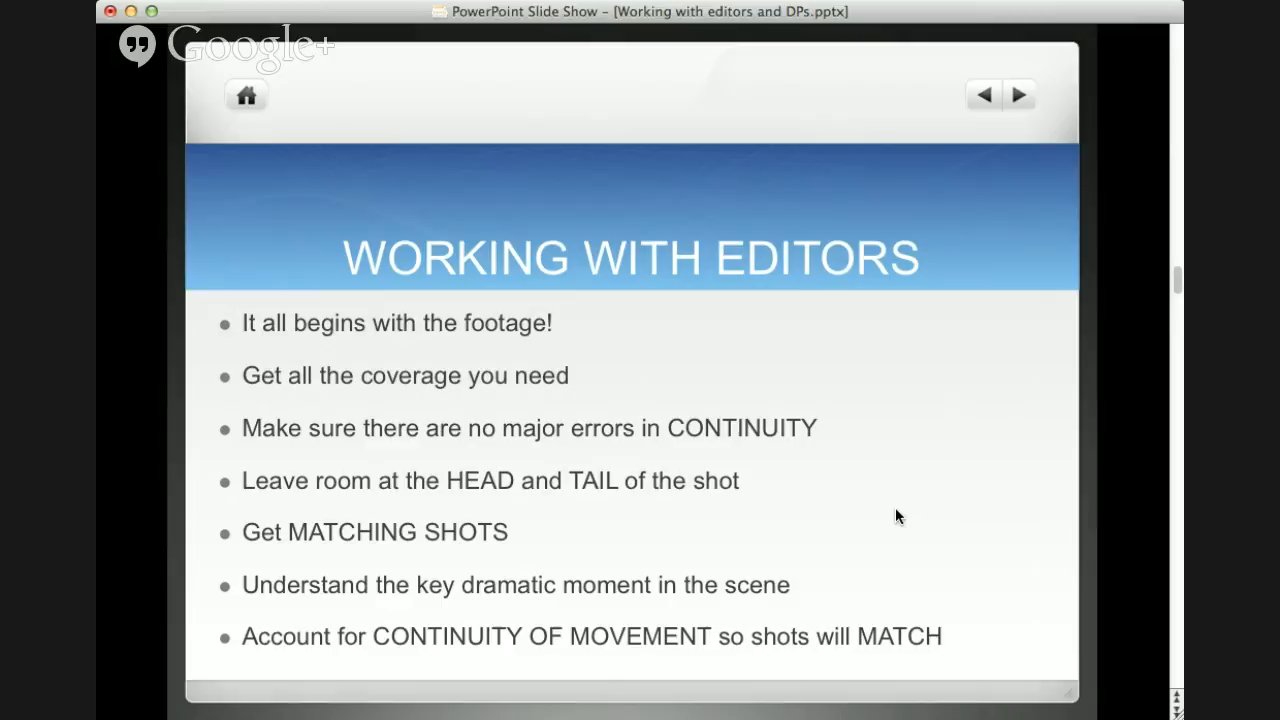 PowerPoint Slide Show - [Working with editors and DPs.pptx]
Google+
WORKING WITH EDITORS
It all begins with the footage!
Get all the coverage you need
Make sure there are no major errors in CONTINUITY
Leave room at the HEAD and TAIL of the shot
Get MATCHING SHOTS
Understand the key dramatic moment in the scene
Account for CONTINUITY OF MOVEMENT so shots will MATCH